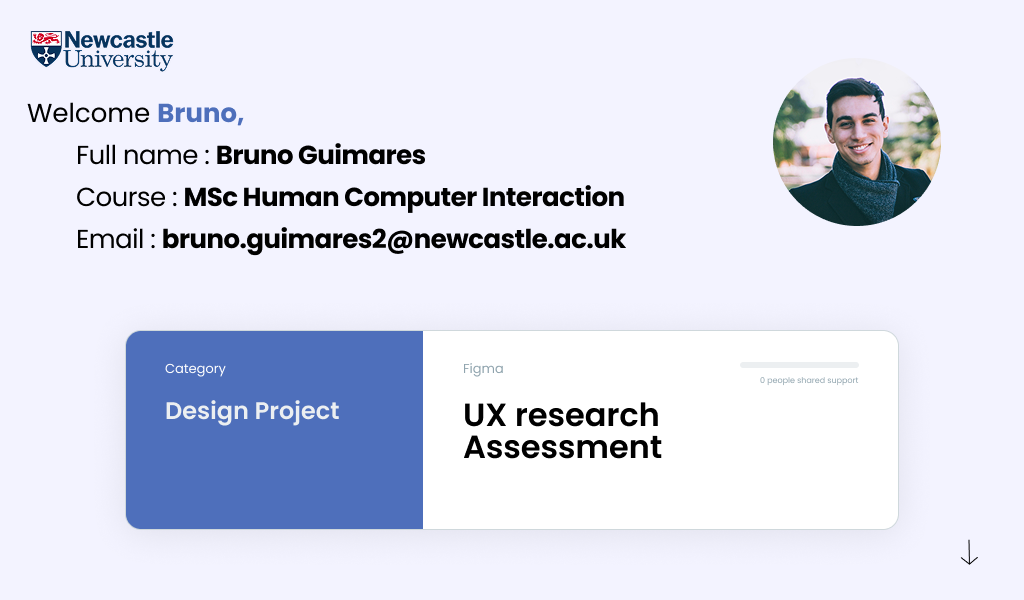 Newcastle
University
Welcome Bruno,
Full name : Bruno Guimares
Course : MSc Human Computer Interaction
Email : bruno.guimares2@newcastle.ac.uk
Category
Design Project
Figma
0 people shared support
UX research
Assessment